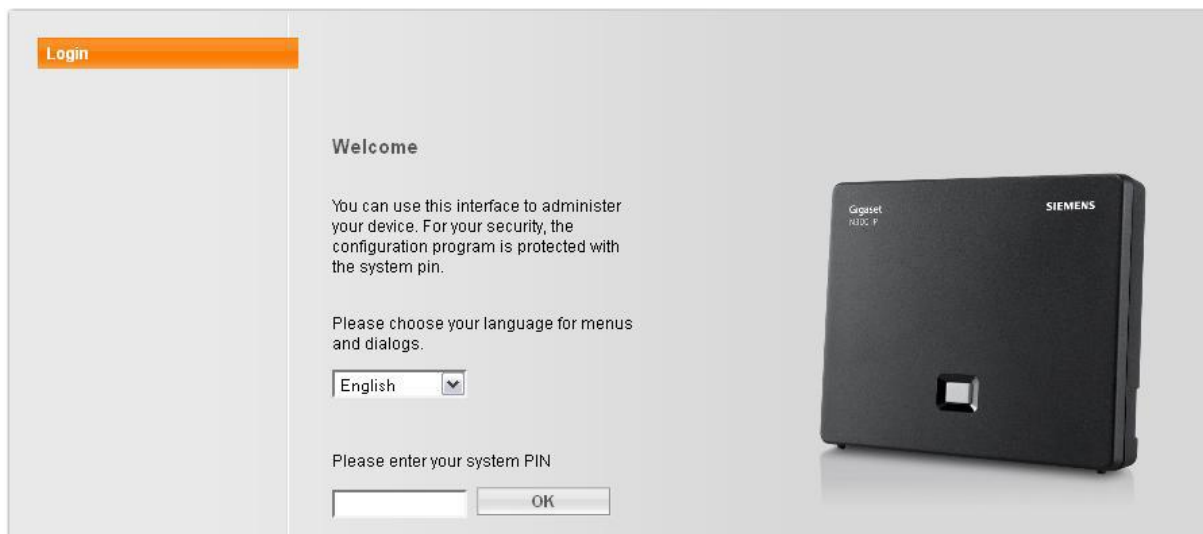 Login
Welcome
You can use this interface to administer
your device. For your security, the
configuration program is protected with
the system pin.
Please choose your language for menus
and dialogs.
English
Please enter your system PIN
OK
Gigaset
SIEMENS
N300 IP